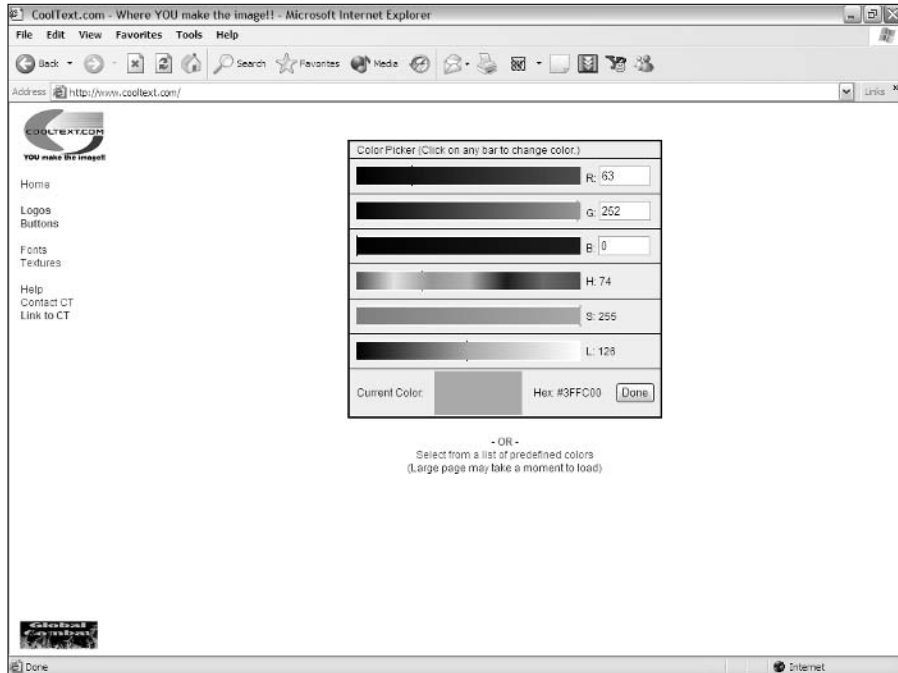 CoolText.com - Where YOU make the image!! - Microsoft Internet Explorer
File Edit View Favorites Tools Help
Back Search Favorites Media
Address http://www.cooltext.com/ Links
COOLTEXT.COM
YOU make the image!!
Home
Logos
Buttons
Fonts
Textures
Help
Contact CT
Link to CT
Color Picker (Click on any bar to change color.)
R: 63
G: 252
B: 0
H: 74
S: 255
L: 126
Current Color: Hex: #3FFC00 Done
- OR -
Select from a list of predefined colors
(Large page may take a moment to load)
Global
Combat
Done Internet